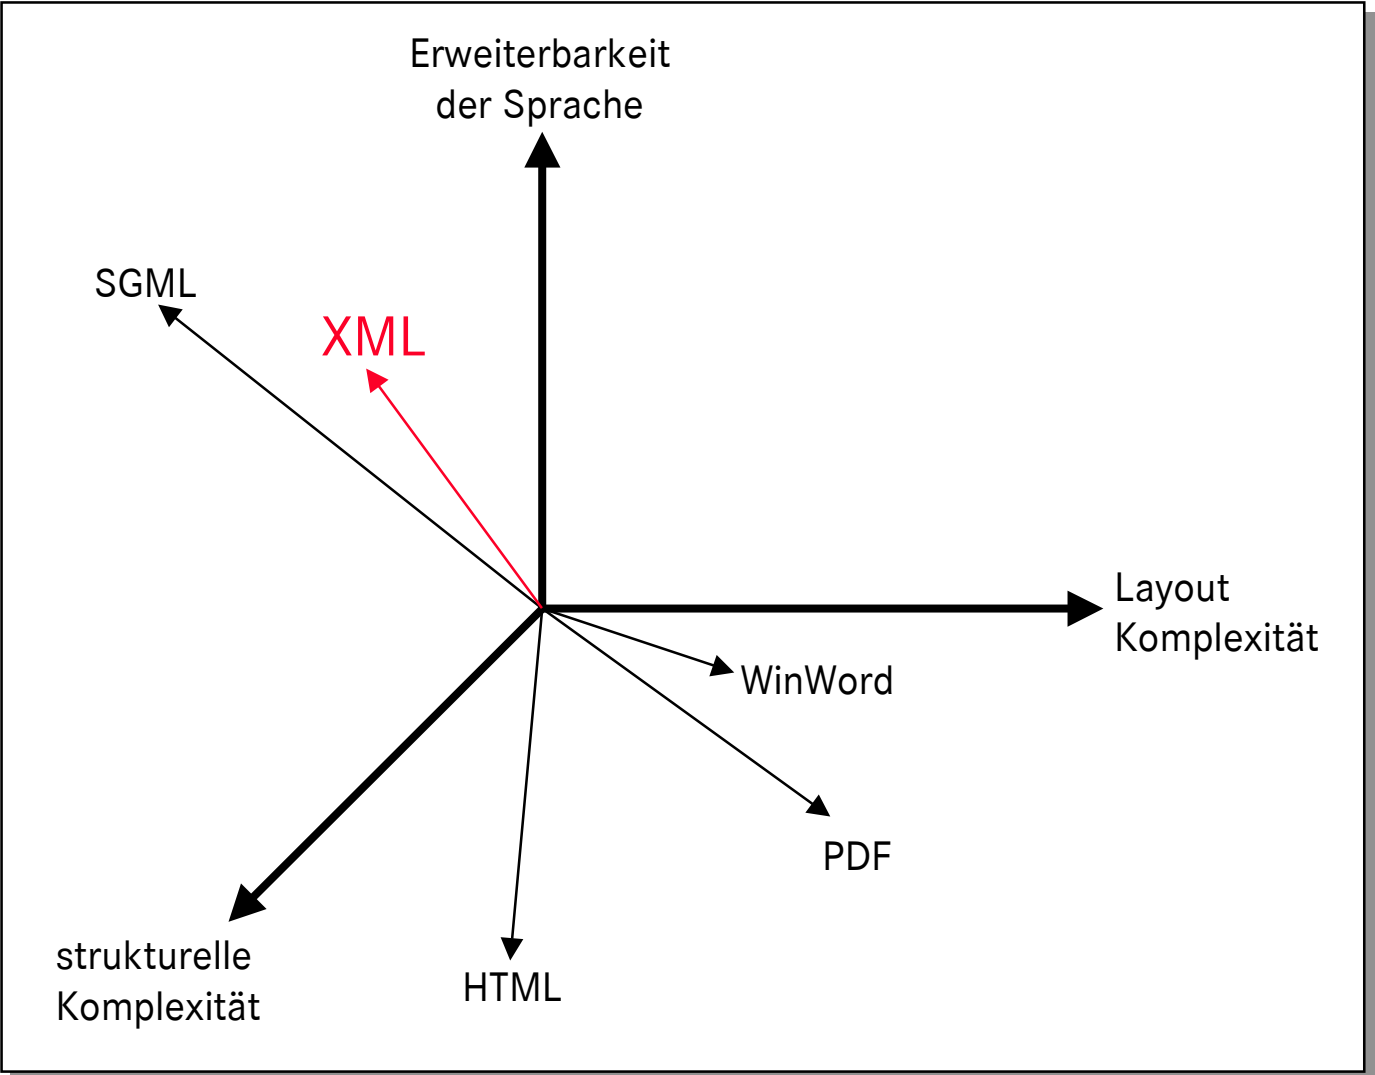 Erweiterbarkeit
der Sprache
SGML
XML
Layout
Komplexität
WinWord
PDF
strukturelle
Komplexität
HTML